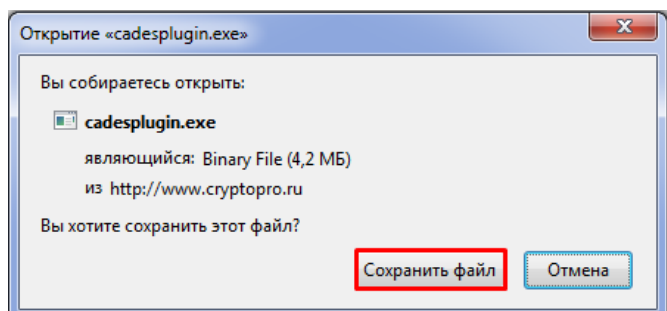 Открытие «cadesplugin.exe»
Вы собираетесь открыть:
cadesplugin.exe
являющийся: Binary File (4,2 МБ)
из http://www.cryptopro.ru
Вы хотите сохранить этот файл?
Сохранить файл Отмена